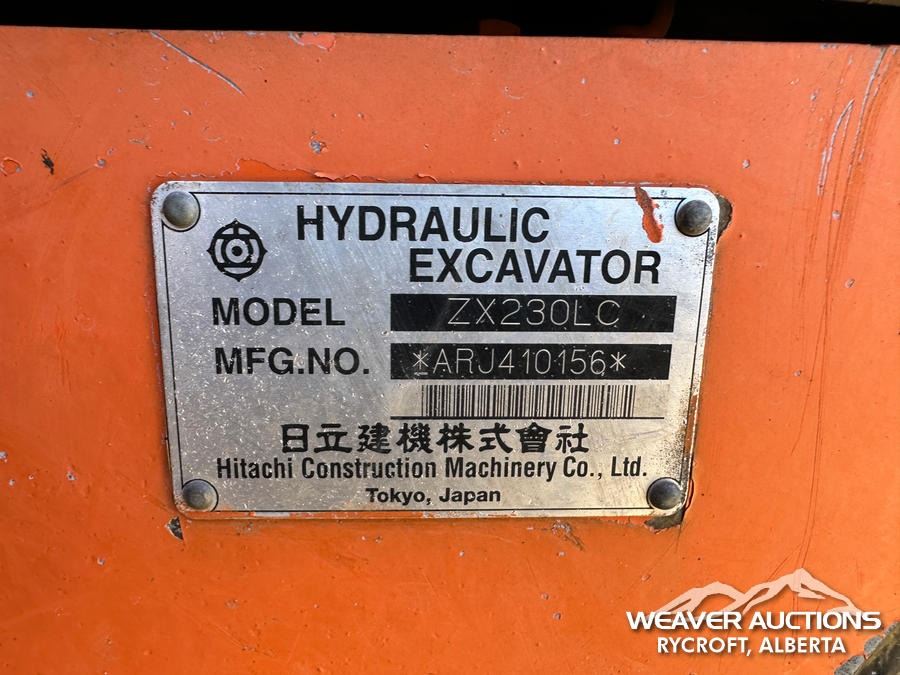 HYDRAULIC
EXCAVATOR
MODEL ZX230LC
MFG.NO. *ARJ410156*
日立建機株式會社
Hitachi Construction Machinery Co., Ltd.
Tokyo, Japan
WEAVER AUCTIONS
RYCROFT, ALBERTA